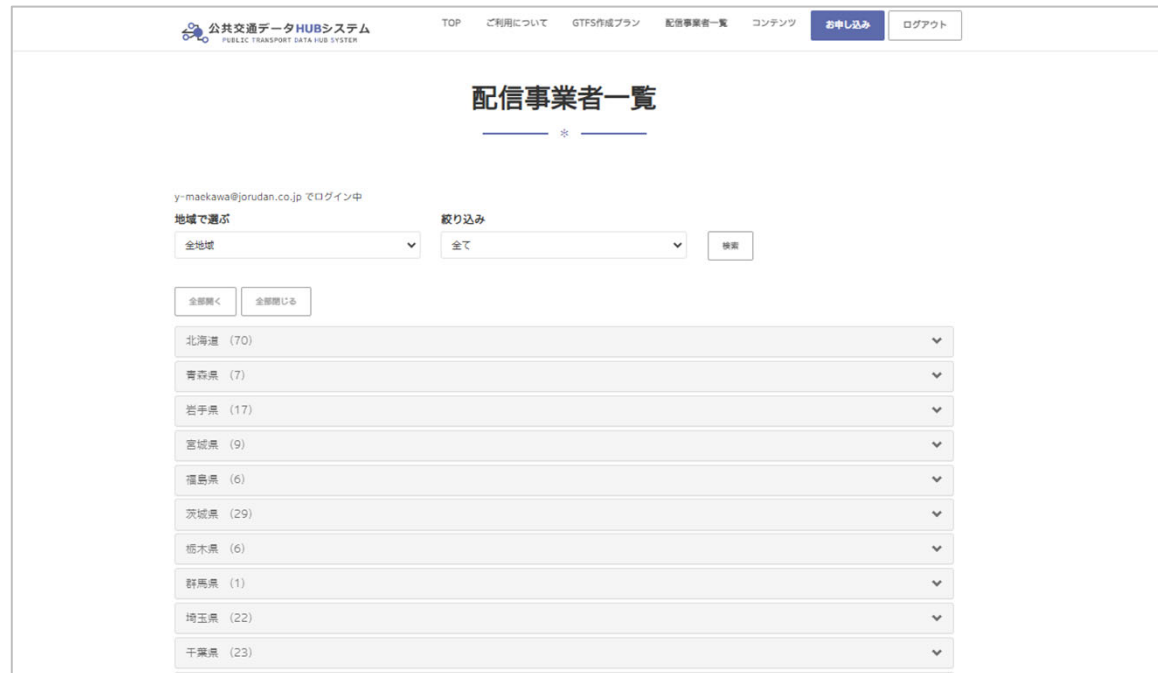 公共交通データHUBシステム
PUBLIC TRANSPORT DATA HUB SYSTEM
TOP ご利用について GTFS作成プラン 配信事業者一覧 コンテンツ お申し込み ログアウト
配信事業者一覧
y-maekawa@jorudan.co.jp でログイン中
地域で選ぶ 絞り込み
全地域 全て 検索
全部開く 全部閉じる
北海道 (70)
青森県 (7)
岩手県 (17)
宮城県 (9)
福島県 (6)
茨城県 (29)
栃木県 (6)
群馬県 (1)
埼玉県 (22)
千葉県 (23)